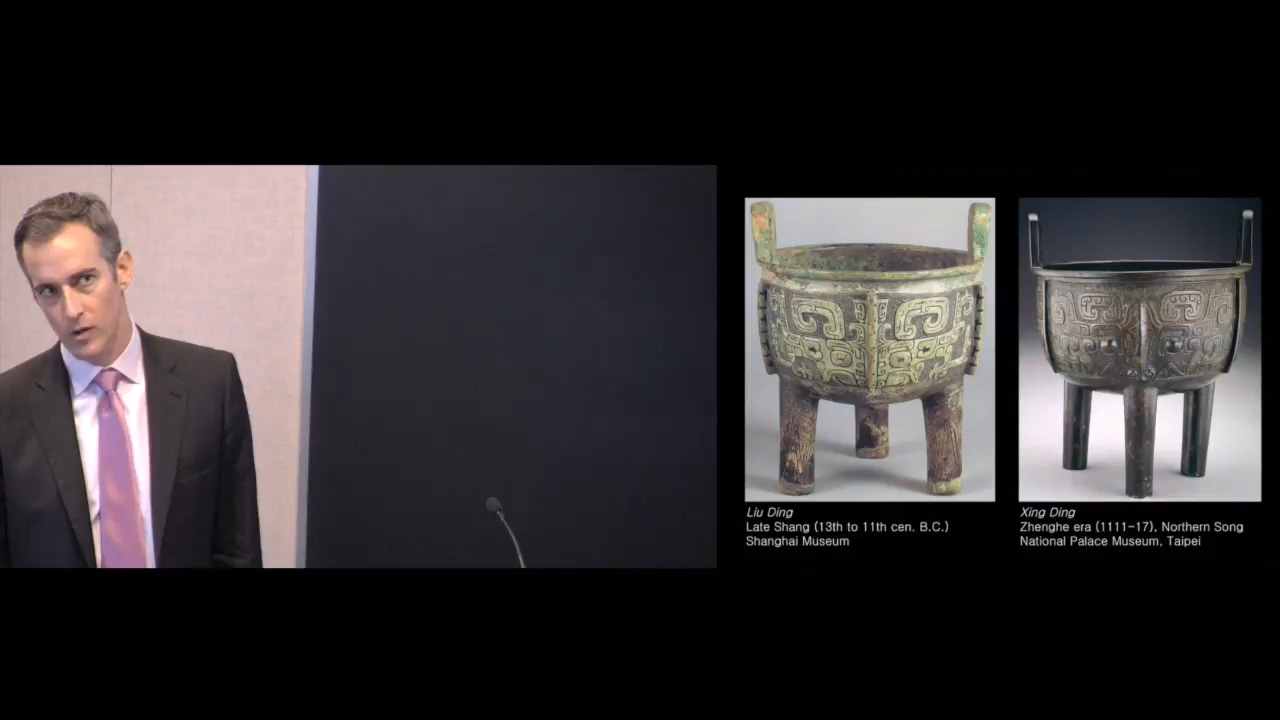 Liu Ding
Late Shang (13th to 11th cen. B.C.)
Shanghai Museum
Xing Ding
Zhenghe era (1111-17), Northern Song
National Palace Museum, Taipei